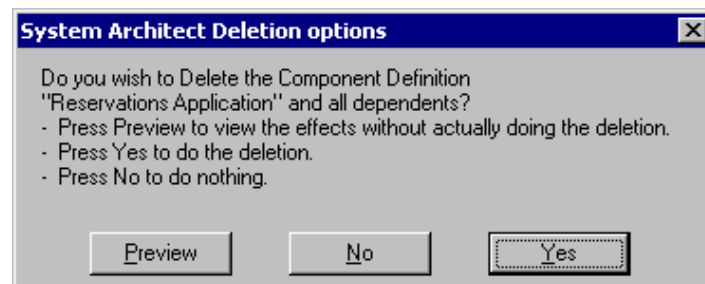 System Architect Deletion options
Do you wish to Delete the Component Definition
"Reservations Application" and all dependents?
- Press Preview to view the effects without actually doing the deletion.
- Press Yes to do the deletion.
- Press No to do nothing.
Preview No Yes